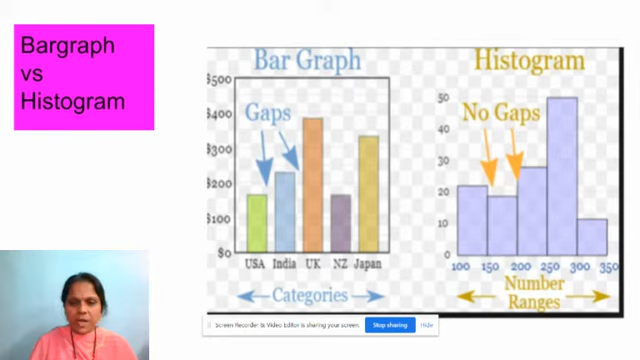 Bargraph
vs
Histogram
Bar Graph
$500
$400
$300
$200
$100
$0
Gaps
USA India UK NZ Japan
Categories
Histogram
50
40
30
20
10
0
No Gaps
100 150 200 250 300 350
Number
Ranges
Screen Recorder & Video Editor is sharing your screen. Stop sharing Hide